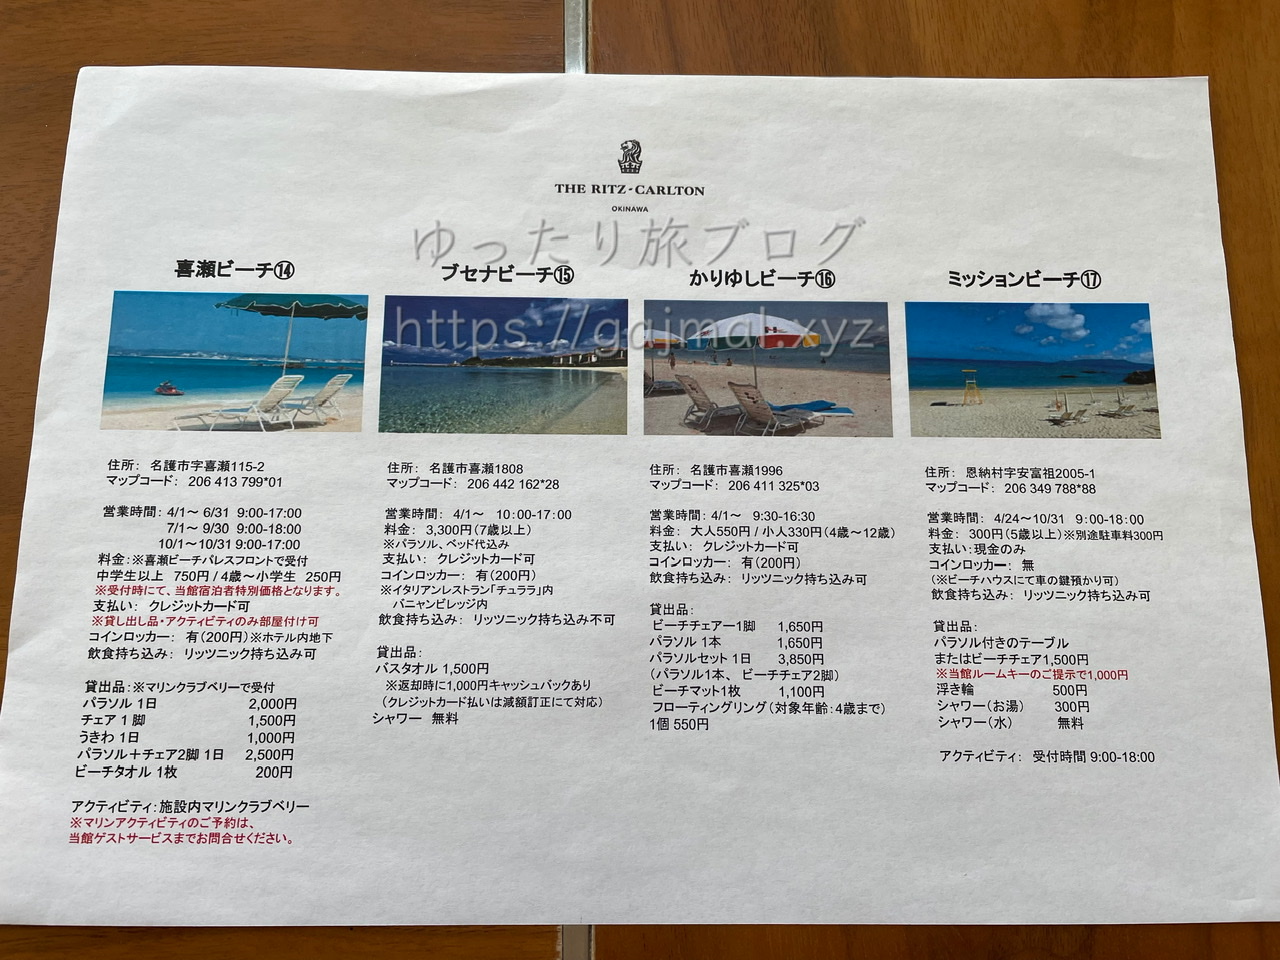 THE RITZ-CARLTON
OKINAWA
ゆったり旅ブログ
https://gajmal.xyz
喜瀬ビーチ⑭
住所： 名護市字喜瀬115-2
マップコード： 206 413 799*01
営業時間： 4/1～ 6/31 9:00-17:00
7/1～ 9/30 9:00-18:00
10/1～10/31 9:00-17:00
料金：※喜瀬ビーチパレスフロントで受付
中学生以上 750円 / 4歳～小学生 250円
※受付時にて、当館宿泊者特別価格となります。
支払い： クレジットカード可
※貸し出し品・アクティビティのみ部屋付け可
コインロッカー： 有（200円）※ホテル内地下
飲食持ち込み： リッツニック持ち込み可
貸出品：※マリンクラブベリーで受付
パラソル 1日 2,000円
チェア 1脚 1,500円
うきわ 1日 1,000円
パラソル＋チェア2脚 1日 2,500円
ビーチタオル 1枚 200円
アクティビティ：施設内マリンクラブベリー
※マリンアクティビティのご予約は、
当館ゲストサービスまでお問合せください。
ブセナビーチ⑮
住所： 名護市喜瀬1808
マップコード： 206 442 162*28
営業時間： 4/1～ 10：00-17：00
料金： 3,300円（7歳以上）
※パラソル、ベッド代込み
支払い： クレジットカード可
コインロッカー： 有（200円）
※イタリアンレストラン「チュララ」内
バニャンビレッジ内
飲食持ち込み： リッツニック持ち込み不可
貸出品：
バスタオル 1,500円
※返却時に1,000円キャッシュバックあり
（クレジットカード払いは減額訂正にて対応）
シャワー 無料
かりゆしビーチ⑯
住所： 名護市喜瀬1996
マップコード： 206 411 325*03
営業時間： 4/1～ 9:30-16:30
料金： 大人550円 / 小人330円（4歳～12歳）
支払い： クレジットカード可
コインロッカー： 有（200円）
飲食持ち込み： リッツニック持ち込み可
貸出品：
ビーチチェアー1脚 1,650円
パラソル 1本 1,650円
パラソルセット 1日 3,850円
（パラソル1本、 ビーチチェア2脚）
ビーチマット1枚 1,100円
フローティングリング（対象年齢：4歳まで）
1個 550円
ミッションビーチ⑰
住所： 恩納村字安富祖2005-1
マップコード： 206 349 788*88
営業時間： 4/24～10/31 9：00-18：00
料金： 300円（5歳以上）※別途駐車料300円
支払い：現金のみ
コインロッカー： 無
（※ビーチハウスにて車の鍵預かり可）
飲食持ち込み： リッツニック持ち込み可
貸出品：
パラソル付きのテーブル
またはビーチチェア1,500円
※当館ルームキーのご提示で1,000円
浮き輪 500円
シャワー（お湯） 300円
シャワー（水） 無料
アクティビティ： 受付時間 9:00-18:00